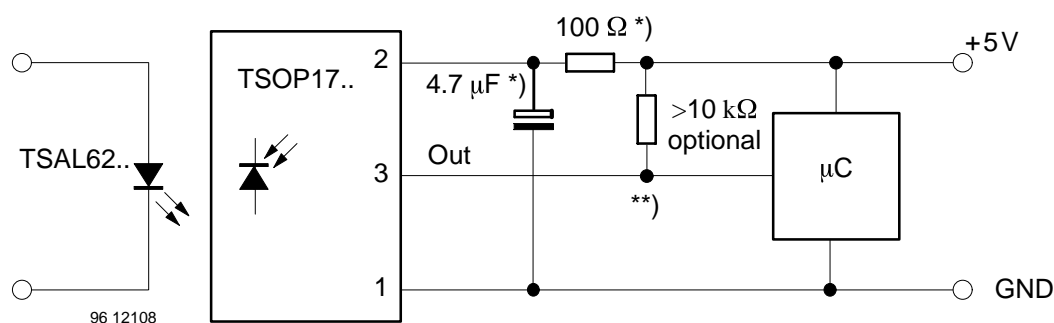 100 Ω *)
+5V
2
TSOP17..
4.7 µF *)
>10 kΩ
optional
TSAL62..
Out
3
µC
**)
1
GND
96 12108